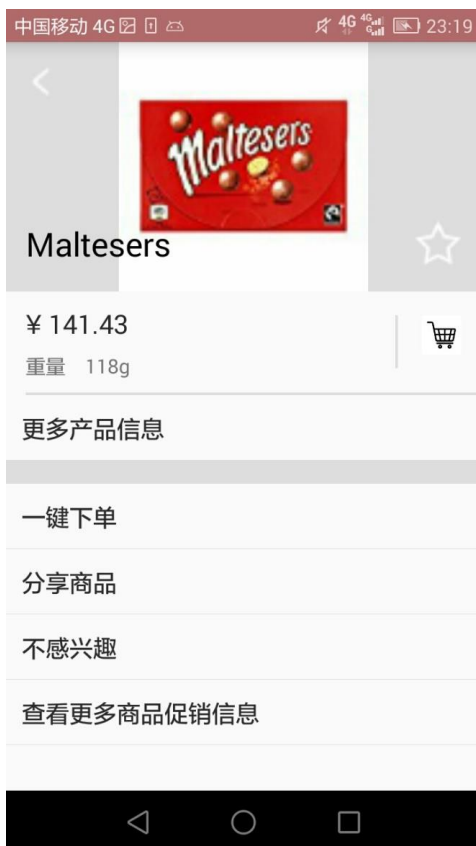 中国移动 4G
4G 4G G 23:19
Maltesers
Maltesers
¥ 141.43
重量 118g
更多产品信息
一键下单
分享商品
不感兴趣
查看更多商品促销信息